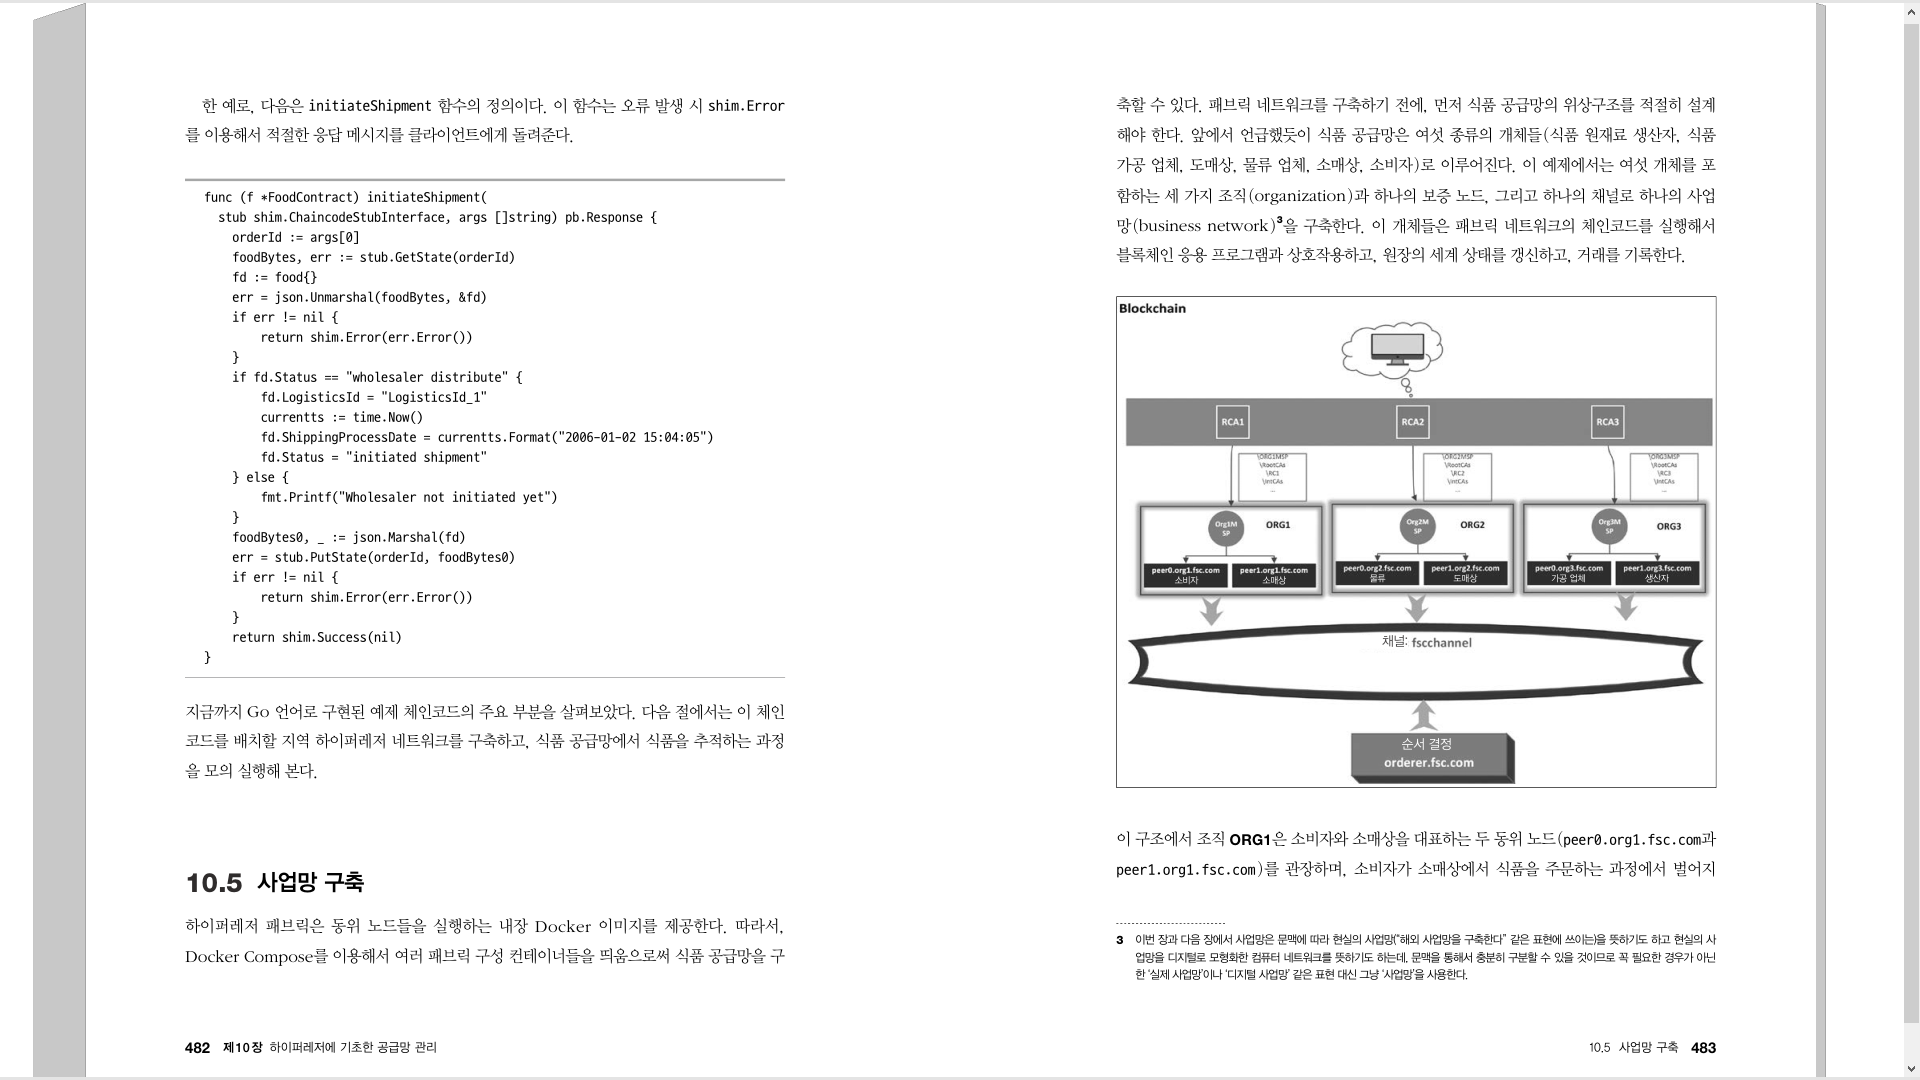 한 예로, 다음은 initiateShipment 함수의 정의이다. 이 함수는 오류 발생 시 shim.Error
를 이용해서 적절한 응답 메시지를 클라이언트에게 돌려준다.
func (f *FoodContract) initiateShipment(
stub shim.ChaincodeStubInterface, args []string) pb.Response {
orderId := args[0]
foodBytes, err := stub.GetState(orderId)
fd := food{}
err = json.Unmarshal(foodBytes, &fd)
if err != nil {
return shim.Error(err.Error())
}
if fd.Status == "wholesaler distribute" {
fd.LogisticsId = "LogisticsId_1"
currentts := time.Now()
fd.ShippingProcessDate = currentts.Format("2006-01-02 15:04:05")
fd.Status = "initiated shipment"
} else {
fmt.Printf("Wholesaler not initiated yet")
}
foodBytes0, _ := json.Marshal(fd)
err = stub.PutState(orderId, foodBytes0)
if err != nil {
return shim.Error(err.Error())
}
return shim.Success(nil)
}
지금까지 Go 언어로 구현된 예제 체인코드의 주요 부분을 살펴보았다. 다음 절에서는 이 체인
코드를 배치할 지역 하이퍼레저 네트워크를 구축하고, 식품 공급망에서 식품을 추적하는 과정
을 모의 실행해 본다.
10.5 사업망 구축
하이퍼레저 패브릭은 동위 노드들을 실행하는 내장 Docker 이미지를 제공한다. 따라서,
Docker Compose를 이용해서 여러 패브릭 구성 컨테이너들을 띄움으로써 식품 공급망을 구
482 제10장 하이퍼레저에 기초한 공급망 관리
축할 수 있다. 패브릭 네트워크를 구축하기 전에, 먼저 식품 공급망의 위상구조를 적절히 설계
해야 한다. 앞에서 언급했듯이 식품 공급망은 여섯 종류의 개체들(식품 원재료 생산자, 식품
가공 업체, 도매상, 물류 업체, 소매상, 소비자)로 이루어진다. 이 예제에서는 여섯 개체를 포
함하는 세 가지 조직(organization)과 하나의 보증 노드, 그리고 하나의 채널로 하나의 사업
망(business network)3을 구축한다. 이 개체들은 패브릭 네트워크의 체인코드를 실행해서
블록체인 응용 프로그램과 상호작용하고, 원장의 세계 상태를 갱신하고, 거래를 기록한다.
Blockchain
RCA1 RCA2 RCA3
\ORG1MSP \ORG2MSP \ORG3MSP
\RootCAs \RootCAs \RootCAs
\RC1 \RC2 \RC3
\IntCAs \IntCAs \IntCAs
... ... ...
Org1M ORG1 Org2M ORG2 Org3M ORG3
SP SP SP
peer0.org1.fsc.com peer1.org1.fsc.com peer0.org2.fsc.com peer1.org2.fsc.com peer0.org3.fsc.com peer1.org3.fsc.com
소비자 소매상 물류 도매상 가공 업체 생산자
채널: fscchannel
순서 결정
orderer.fsc.com
이 구조에서 조직 ORG1은 소비자와 소매상을 대표하는 두 동위 노드(peer0.org1.fsc.com과
peer1.org1.fsc.com)를 관장하며, 소비자가 소매상에서 식품을 주문하는 과정에서 벌어지
3 이번 장과 다음 장에서 사업망은 문맥에 따라 현실의 사업망("해외 사업망을 구축한다" 같은 표현에 쓰이는)을 뜻하기도 하고 현실의 사
업망을 디지털로 모형화한 컴퓨터 네트워크를 뜻하기도 하는데, 문맥을 통해서 충분히 구분할 수 있을 것이므로 꼭 필요한 경우가 아닌
한 '실제 사업망'이나 '디지털 사업망' 같은 표현 대신 그냥 '사업망'을 사용한다.
10.5 사업망 구축 483